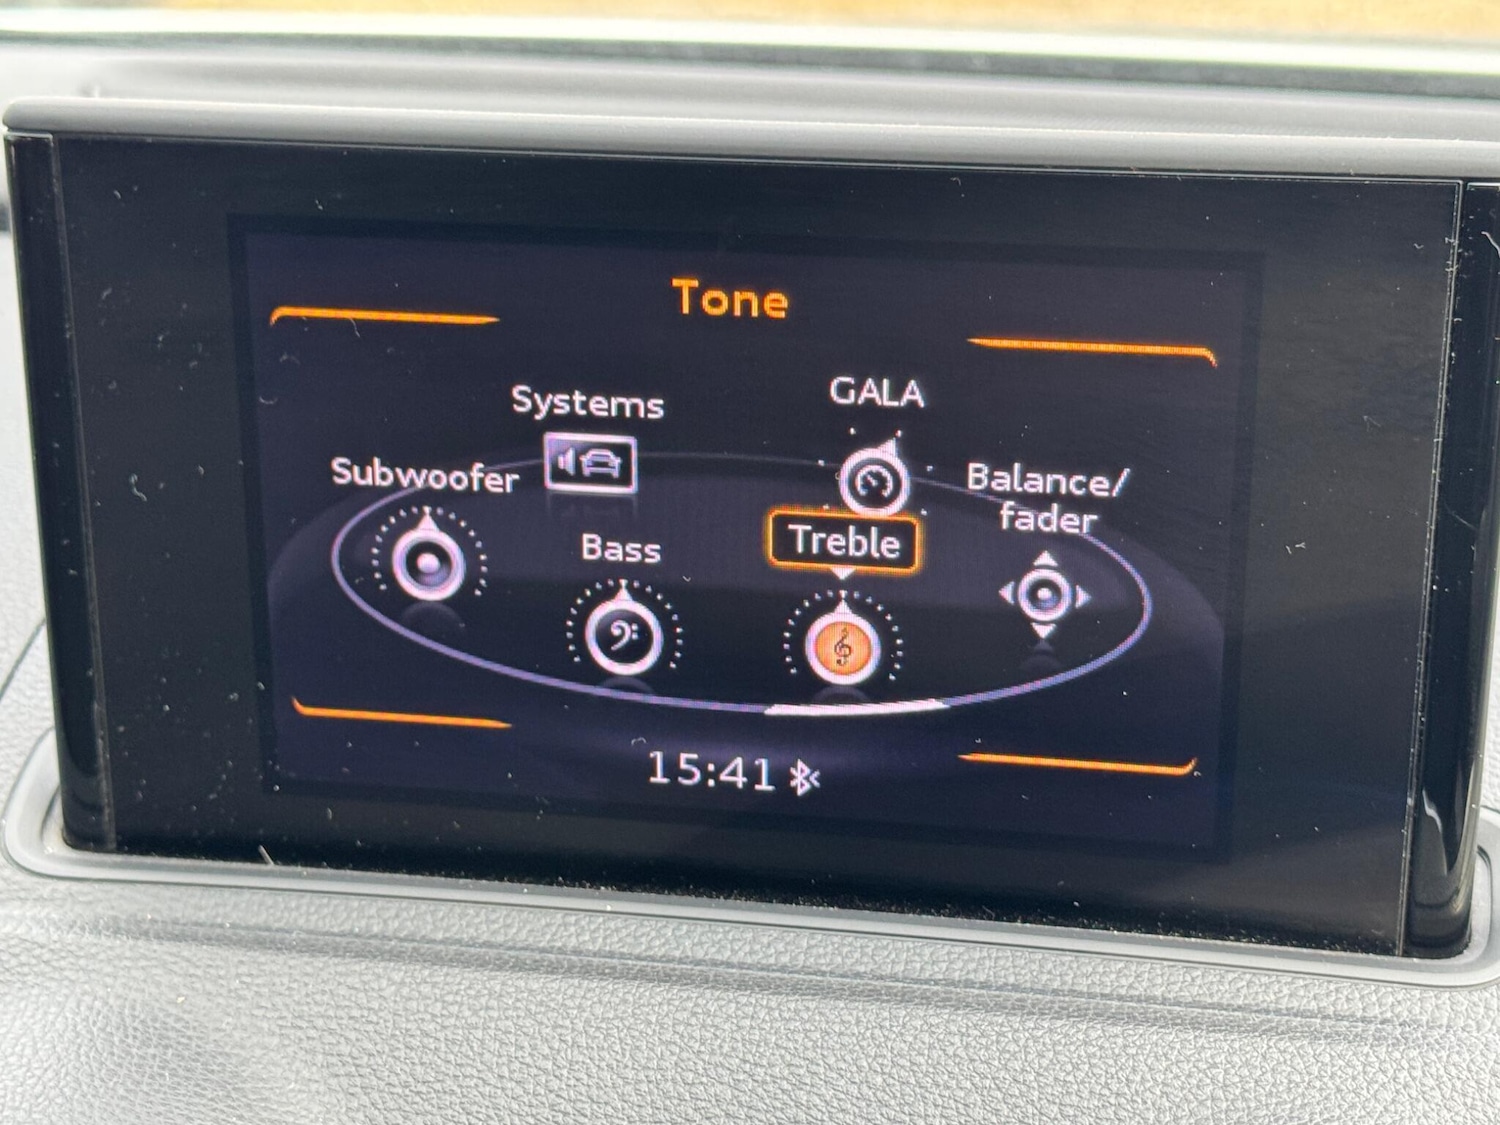 Tone
Systems
GALA
Subwoofer
Balance/
fader
Bass
Treble
15:41